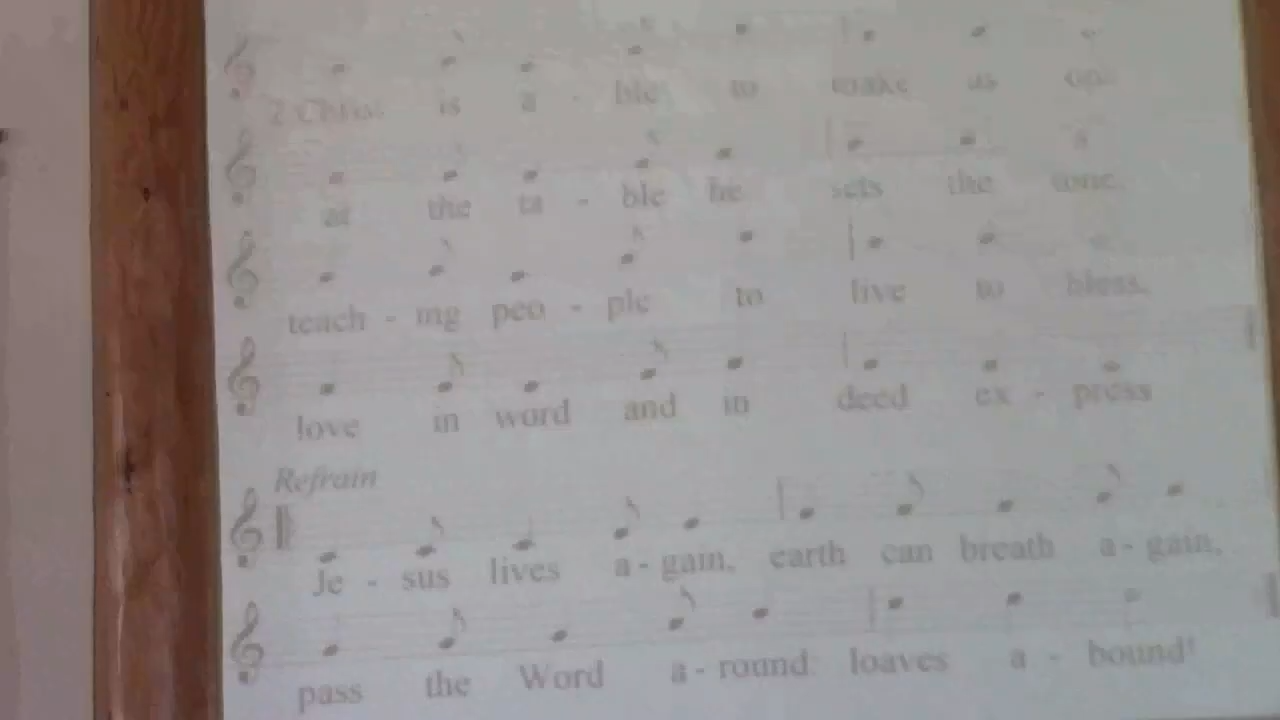 2 Christ is a - ble to make us one
at the ta - ble he sets the tone,
teach - ing peo - ple to live to bless,
love in word and in deed ex - press
Refrain
Je - sus lives a - gain, earth can breath a - gain,
pass the Word a - round: loaves a - bound!